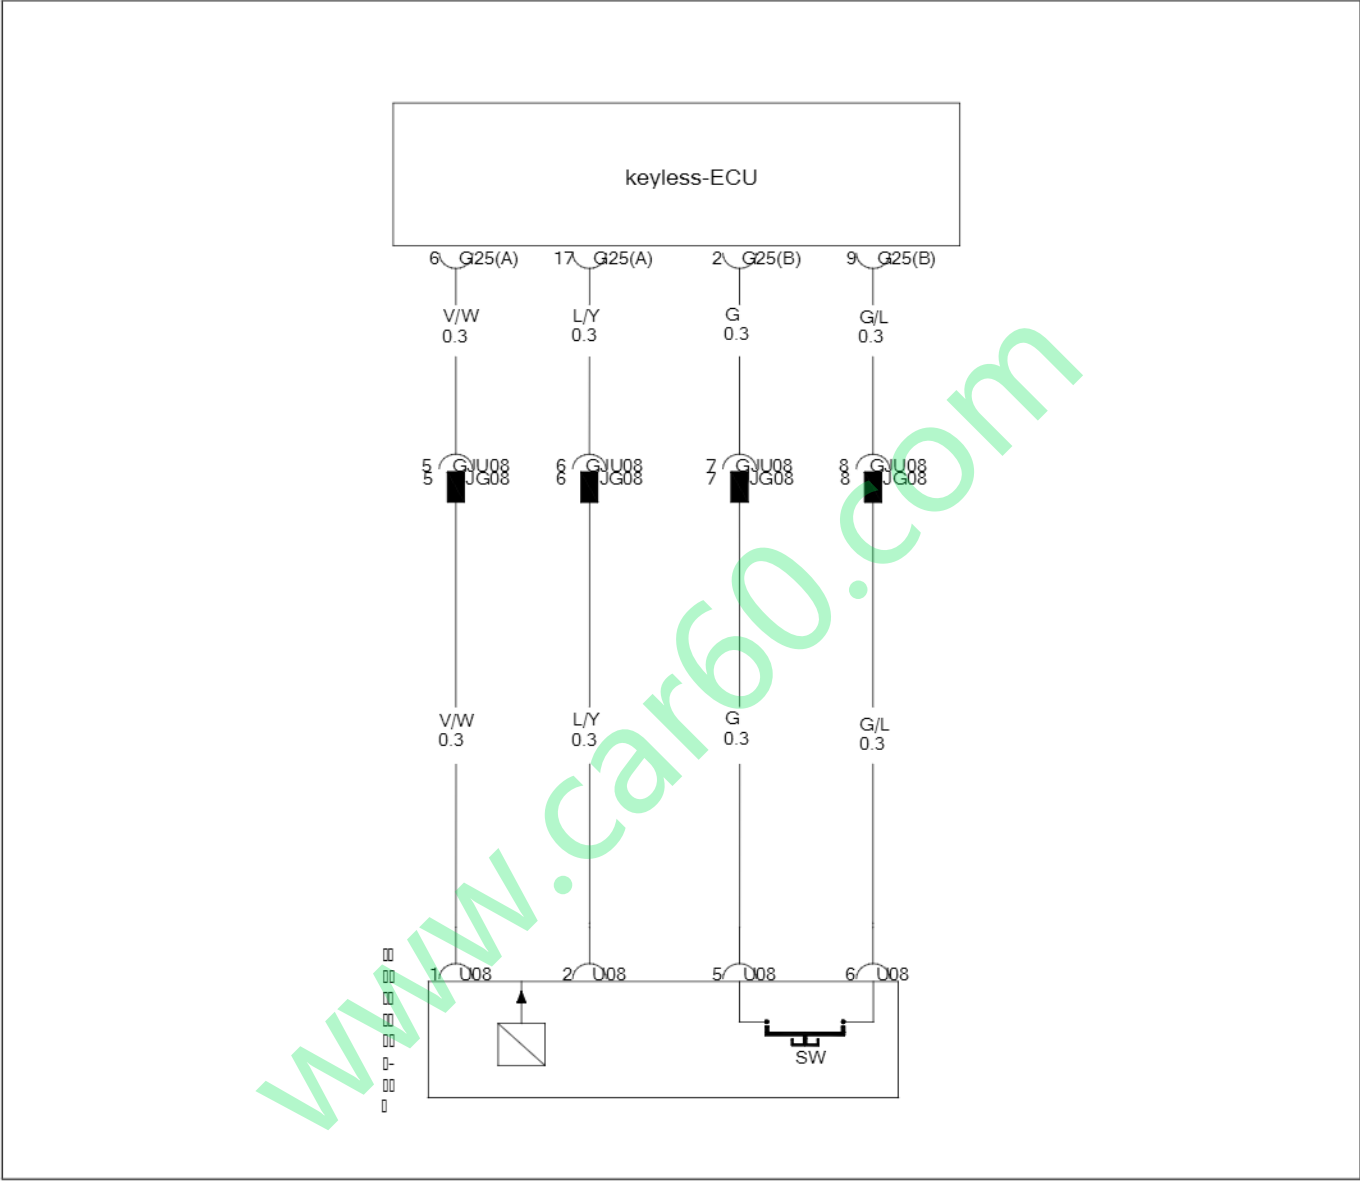 keyless-ECU
6 G25(A) 17 G25(A) 2 G25(B) 9 G25(B)
V/W L/Y G G/L
0.3 0.3 0.3 0.3
5 GJU08 6 GJU08 7 GJU08 8 GJU08
5 JG08 6 JG08 7 JG08 8 JG08
V/W L/Y G G/L
0.3 0.3 0.3 0.3
1 U08 2 U08 5 U08 6 U08
SW
www.car60.com